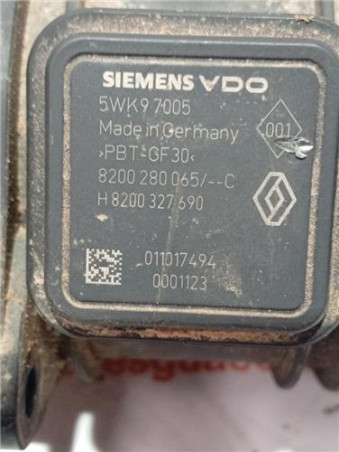 SIEMENS VDO
5WK9 7005
Made in Germany
001
>PBT-GF30<
8200 280 065/--C
H 8200 327 690
011017494
0001123